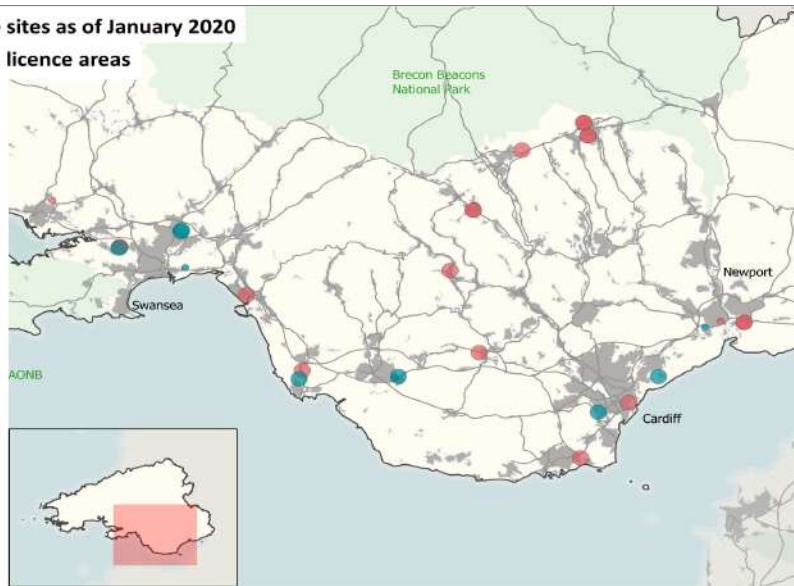 sites as of January 2020
licence areas
Brecon Beacons
National Park
Newport
Swansea
AONB
Cardiff